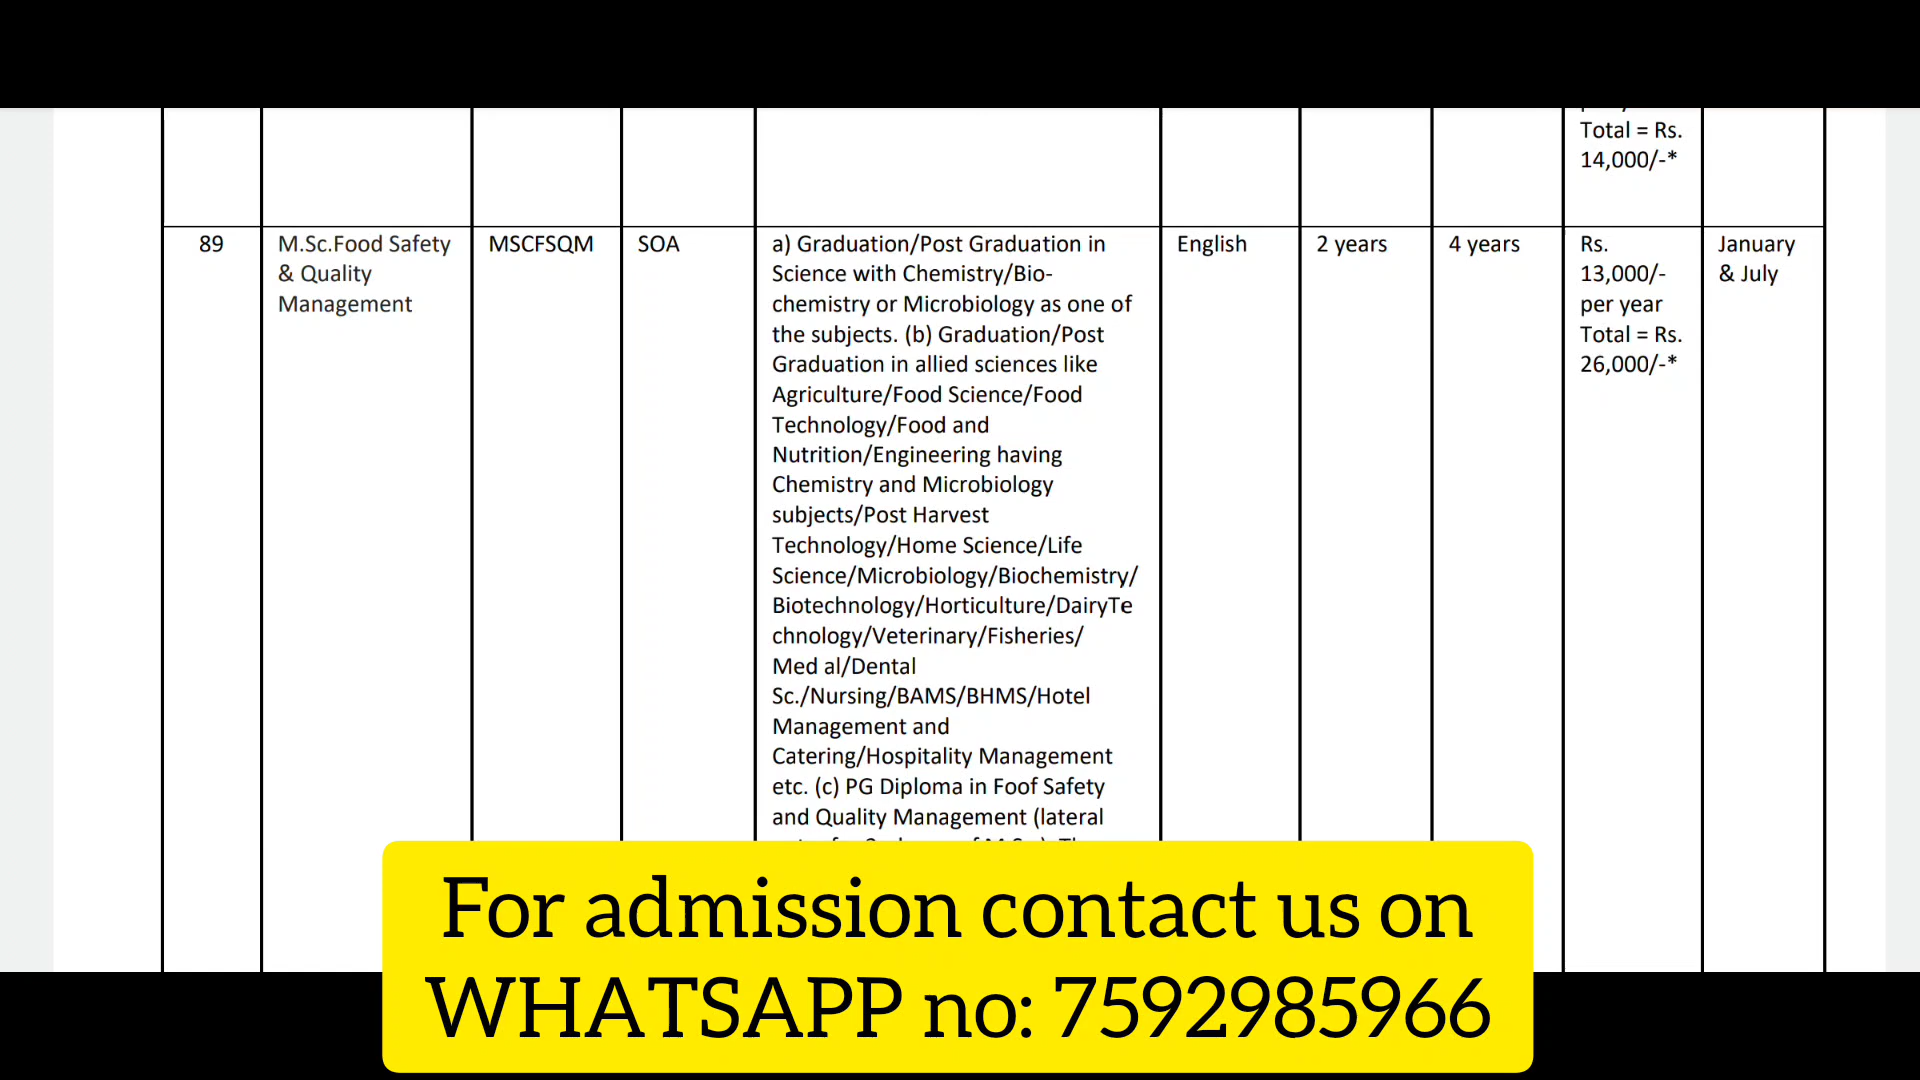 Total = Rs.
14,000/-*
89
M.Sc.Food Safety
& Quality
Management
MSCFSQM
SOA
a) Graduation/Post Graduation in
Science with Chemistry/Bio-
chemistry or Microbiology as one of
the subjects. (b) Graduation/Post
Graduation in allied sciences like
Agriculture/Food Science/Food
Technology/Food and
Nutrition/Engineering having
Chemistry and Microbiology
subjects/Post Harvest
Technology/Home Science/Life
Science/Microbiology/Biochemistry/
Biotechnology/Horticulture/DairyTe
chnology/Veterinary/Fisheries/
Med al/Dental
Sc./Nursing/BAMS/BHMS/Hotel
Management and
Catering/Hospitality Management
etc. (c) PG Diploma in Foof Safety
and Quality Management (lateral
English
2 years
4 years
Rs.
13,000/-
per year
Total = Rs.
26,000/-*
January
& July
For admission contact us on
WHATSAPP no: 7592985966